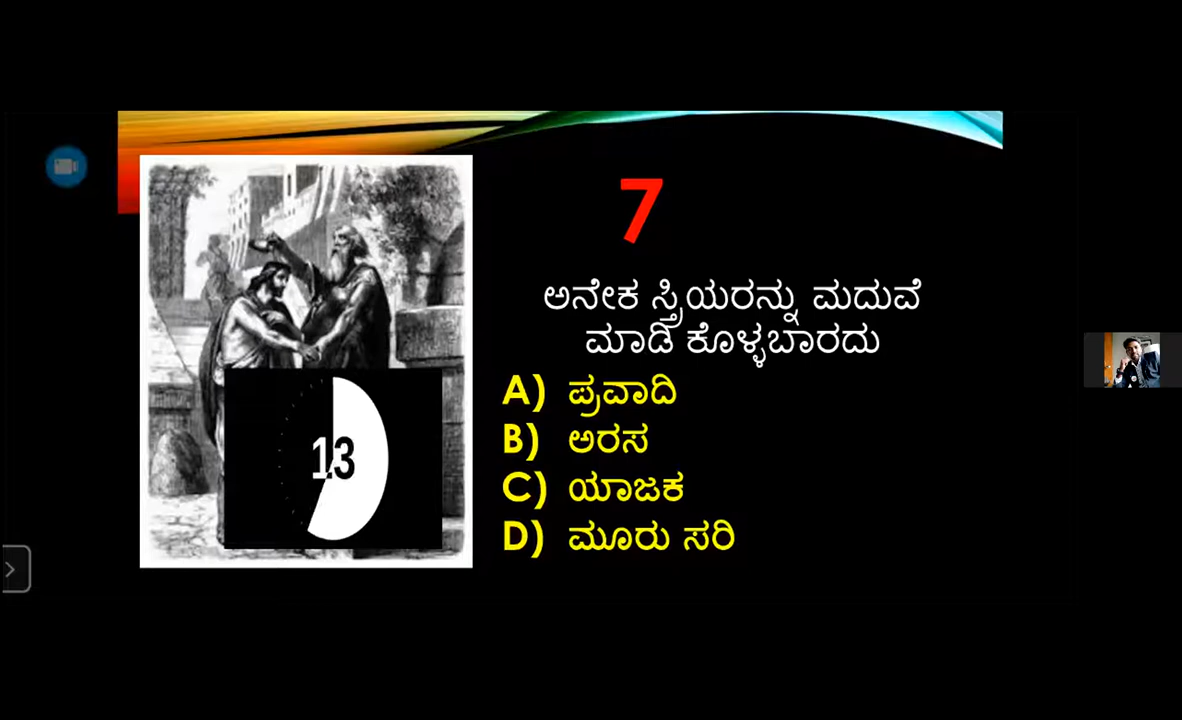 7
ಅನೇಕ ಸ್ತ್ರಿಯರನ್ನು ಮದುವೆ
ಮಾಡಿ ಕೊಳ್ಳಬಾರದು
A) ಪ್ರವಾದಿ
B) ಅರಸ
C) ಯಾಜಕ
D) ಮೂರು ಸರಿ
13